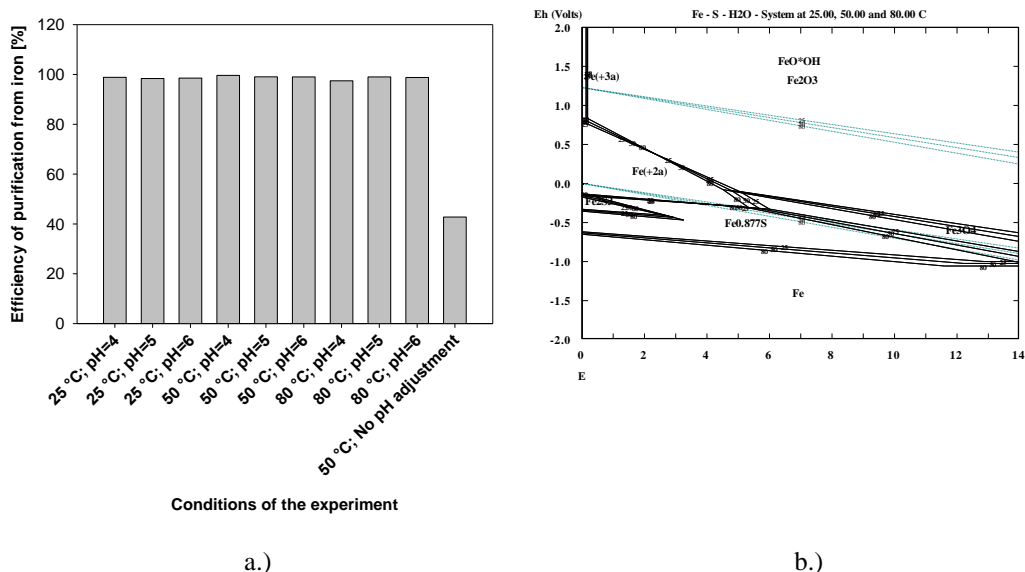 Efficiency of purification from iron [%]
120
100
80
60
40
20
0
25 °C; pH=4
25 °C; pH=5
25 °C; pH=6
50 °C; pH=4
50 °C; pH=5
50 °C; pH=6
80 °C; pH=4
80 °C; pH=5
80 °C; pH=6
50 °C; No pH adjustment
Conditions of the experiment
a.)
Eh (Volts)
Fe - S - H2O - System at 25.00, 50.00 and 80.00 C
2.0
1.5
1.0
0.5
0.0
-0.5
-1.0
-1.5
-2.0
FeO*OH
Fe2O3
Fe(+2a)
Fe0.877S
Fe3O4
Fe
0 2 4 6 8 10 12 14
E
b.)